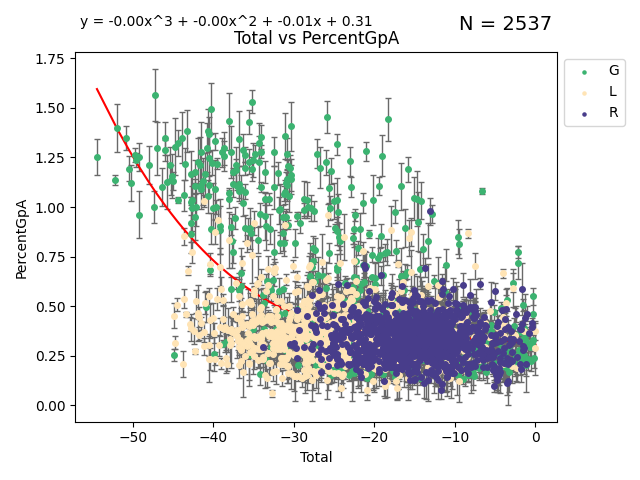 y = -0.00x^3 + -0.00x^2 + -0.01x + 0.31
N = 2537
Total vs PercentGpA
1.75
1.50
1.25
1.00
0.75
0.50
0.25
0.00
PercentGpA
−50
−40
−30
−20
−10
0
Total
G
L
R